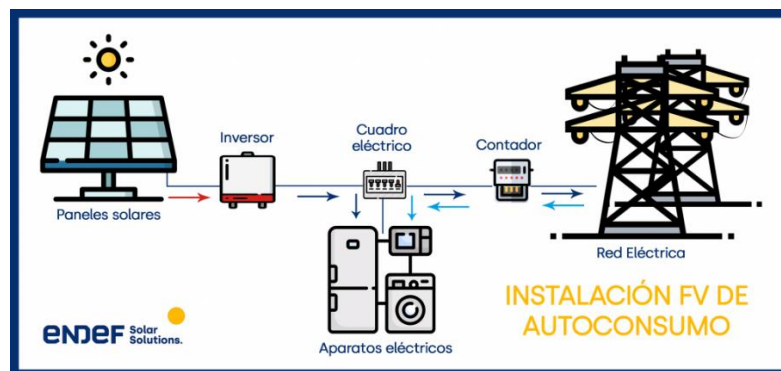 Inversor
Cuadro
eléctrico
Contador
Paneles solares
Red Eléctrica
Aparatos eléctricos
INSTALACIÓN FV DE
AUTOCONSUMO
ENDEF Solar
Solutions.